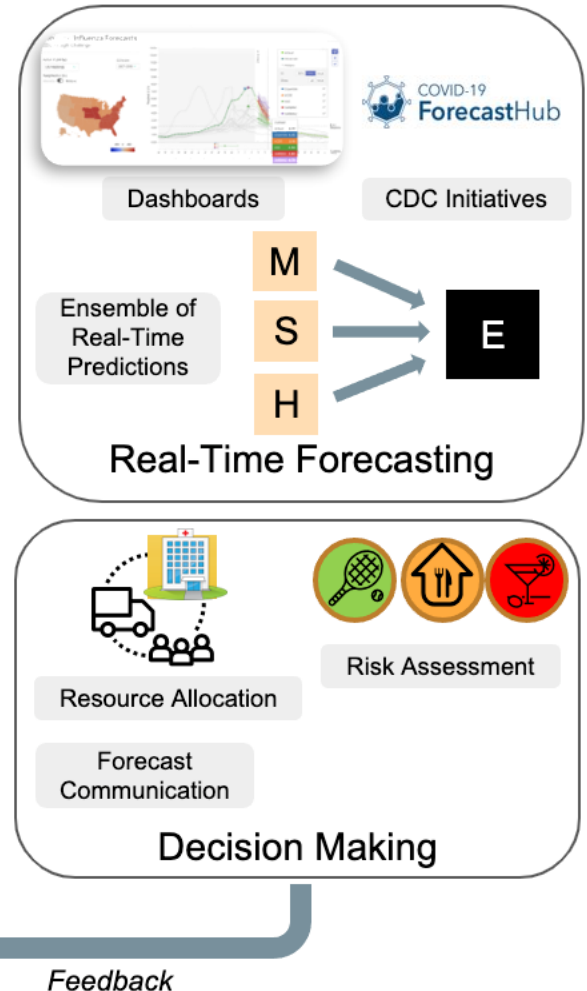 Influenza Forecasts
COVID-19
ForecastHub
Dashboards
CDC Initiatives
Ensemble of
Real-Time
Predictions
M
S
H
E
Real-Time Forecasting
Resource Allocation
Risk Assessment
Forecast
Communication
Decision Making
Feedback